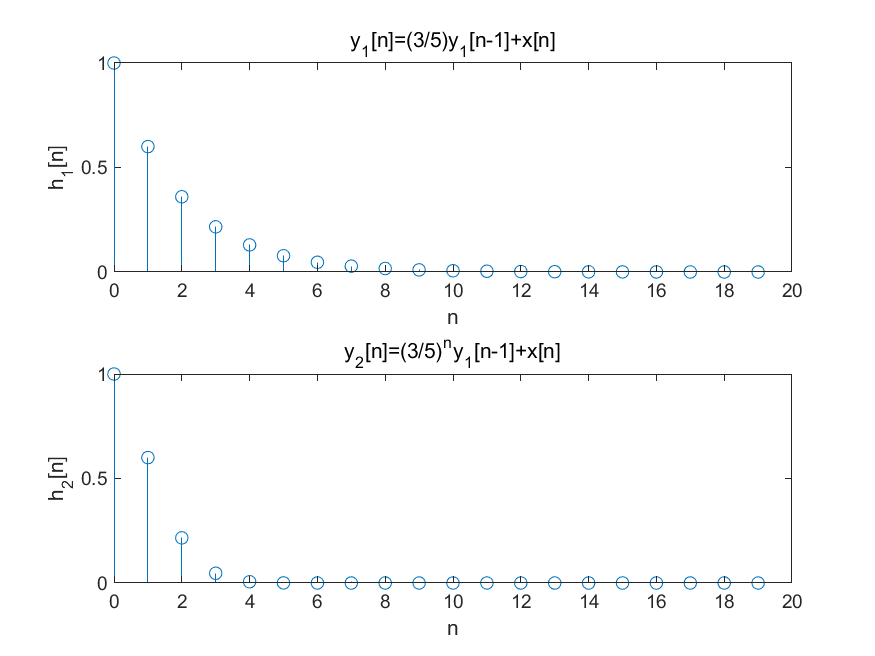 y₁[n]=(3/5)y₁[n-1]+x[n]
1
0.5
0
h₁[n]
0 2 4 6 8 10 12 14 16 18 20
n
y₂[n]=(3/5)ⁿy₁[n-1]+x[n]
1
0.5
0
h₂[n]
0 2 4 6 8 10 12 14 16 18 20
n